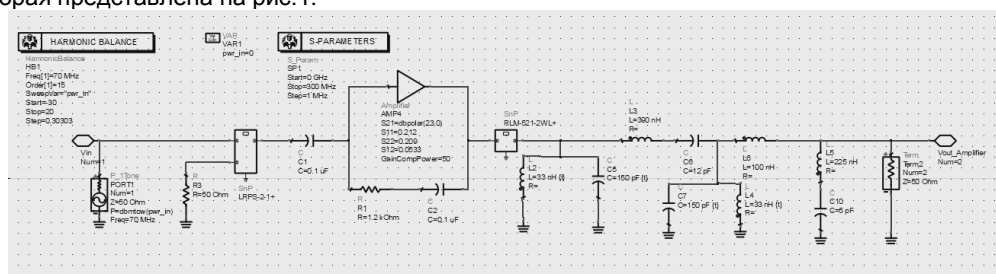 оторая представлена на рис.1.
HARMONIC BALANCE
HarmonicBalance
HB1
Freq[1]=70 MHz
Order[1]=15
SweepVar="pwr_in"
Start=-30
Stop=20
Step=0.30303
VAR
VAR1
pwr_in=0
S-PARAMETERS
S_Param
SP1
Start=0 GHz
Stop=300 MHz
Step=1 MHz
Vin
Num=1
P_1Tone
PORT1
Num=1
Z=50 Ohm
P=dbmtow(pwr_in)
Freq=70 MHz
R
R3
R=50 Ohm
SnP
LRPS-2-1+
C
C1
C=0.1 uF
Amplifier
AMP4
S21=dbpolar(23,0)
S11=0.212
S22=0.209
S12=0.0533
GainCompPower=50
R
R1
R=1.2 kOhm
C
C2
C=0.1 uF
SnP
RLM-521-2WL+
L
L2
L=33 nH {t}
R=
C
C5
C=150 pF {t}
L
L3
L=390 nH
R=
C
C6
C=12 pF
C
C7
C=150 pF {t}
L
L4
L=33 nH {t}
R=
L
L6
L=100 nH
R=
L
L5
L=225 nH
R=
C
C10
C=6 pF
Term
Term2
Num=2
Z=50 Ohm
Vout_Amplifier
Num=2